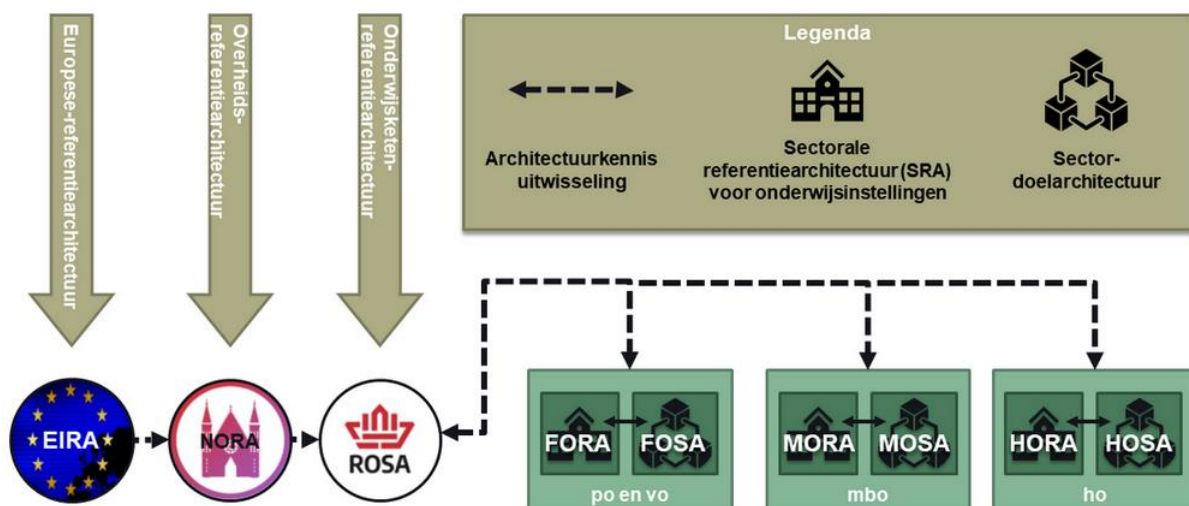 Europese-referentiearchitectuur
Overheids-
referentiearchitectuur
Onderwijsketen-
referentiearchitectuur
Legenda
Architectuurkennis
uitwisseling
Sectorale
referentiearchitectuur (SRA)
voor onderwijsinstellingen
Sector-
doelarchitectuur
EIRA
NORA
ROSA
FORA
FOSA
po en vo
MORA
MOSA
mbo
HORA
HOSA
ho